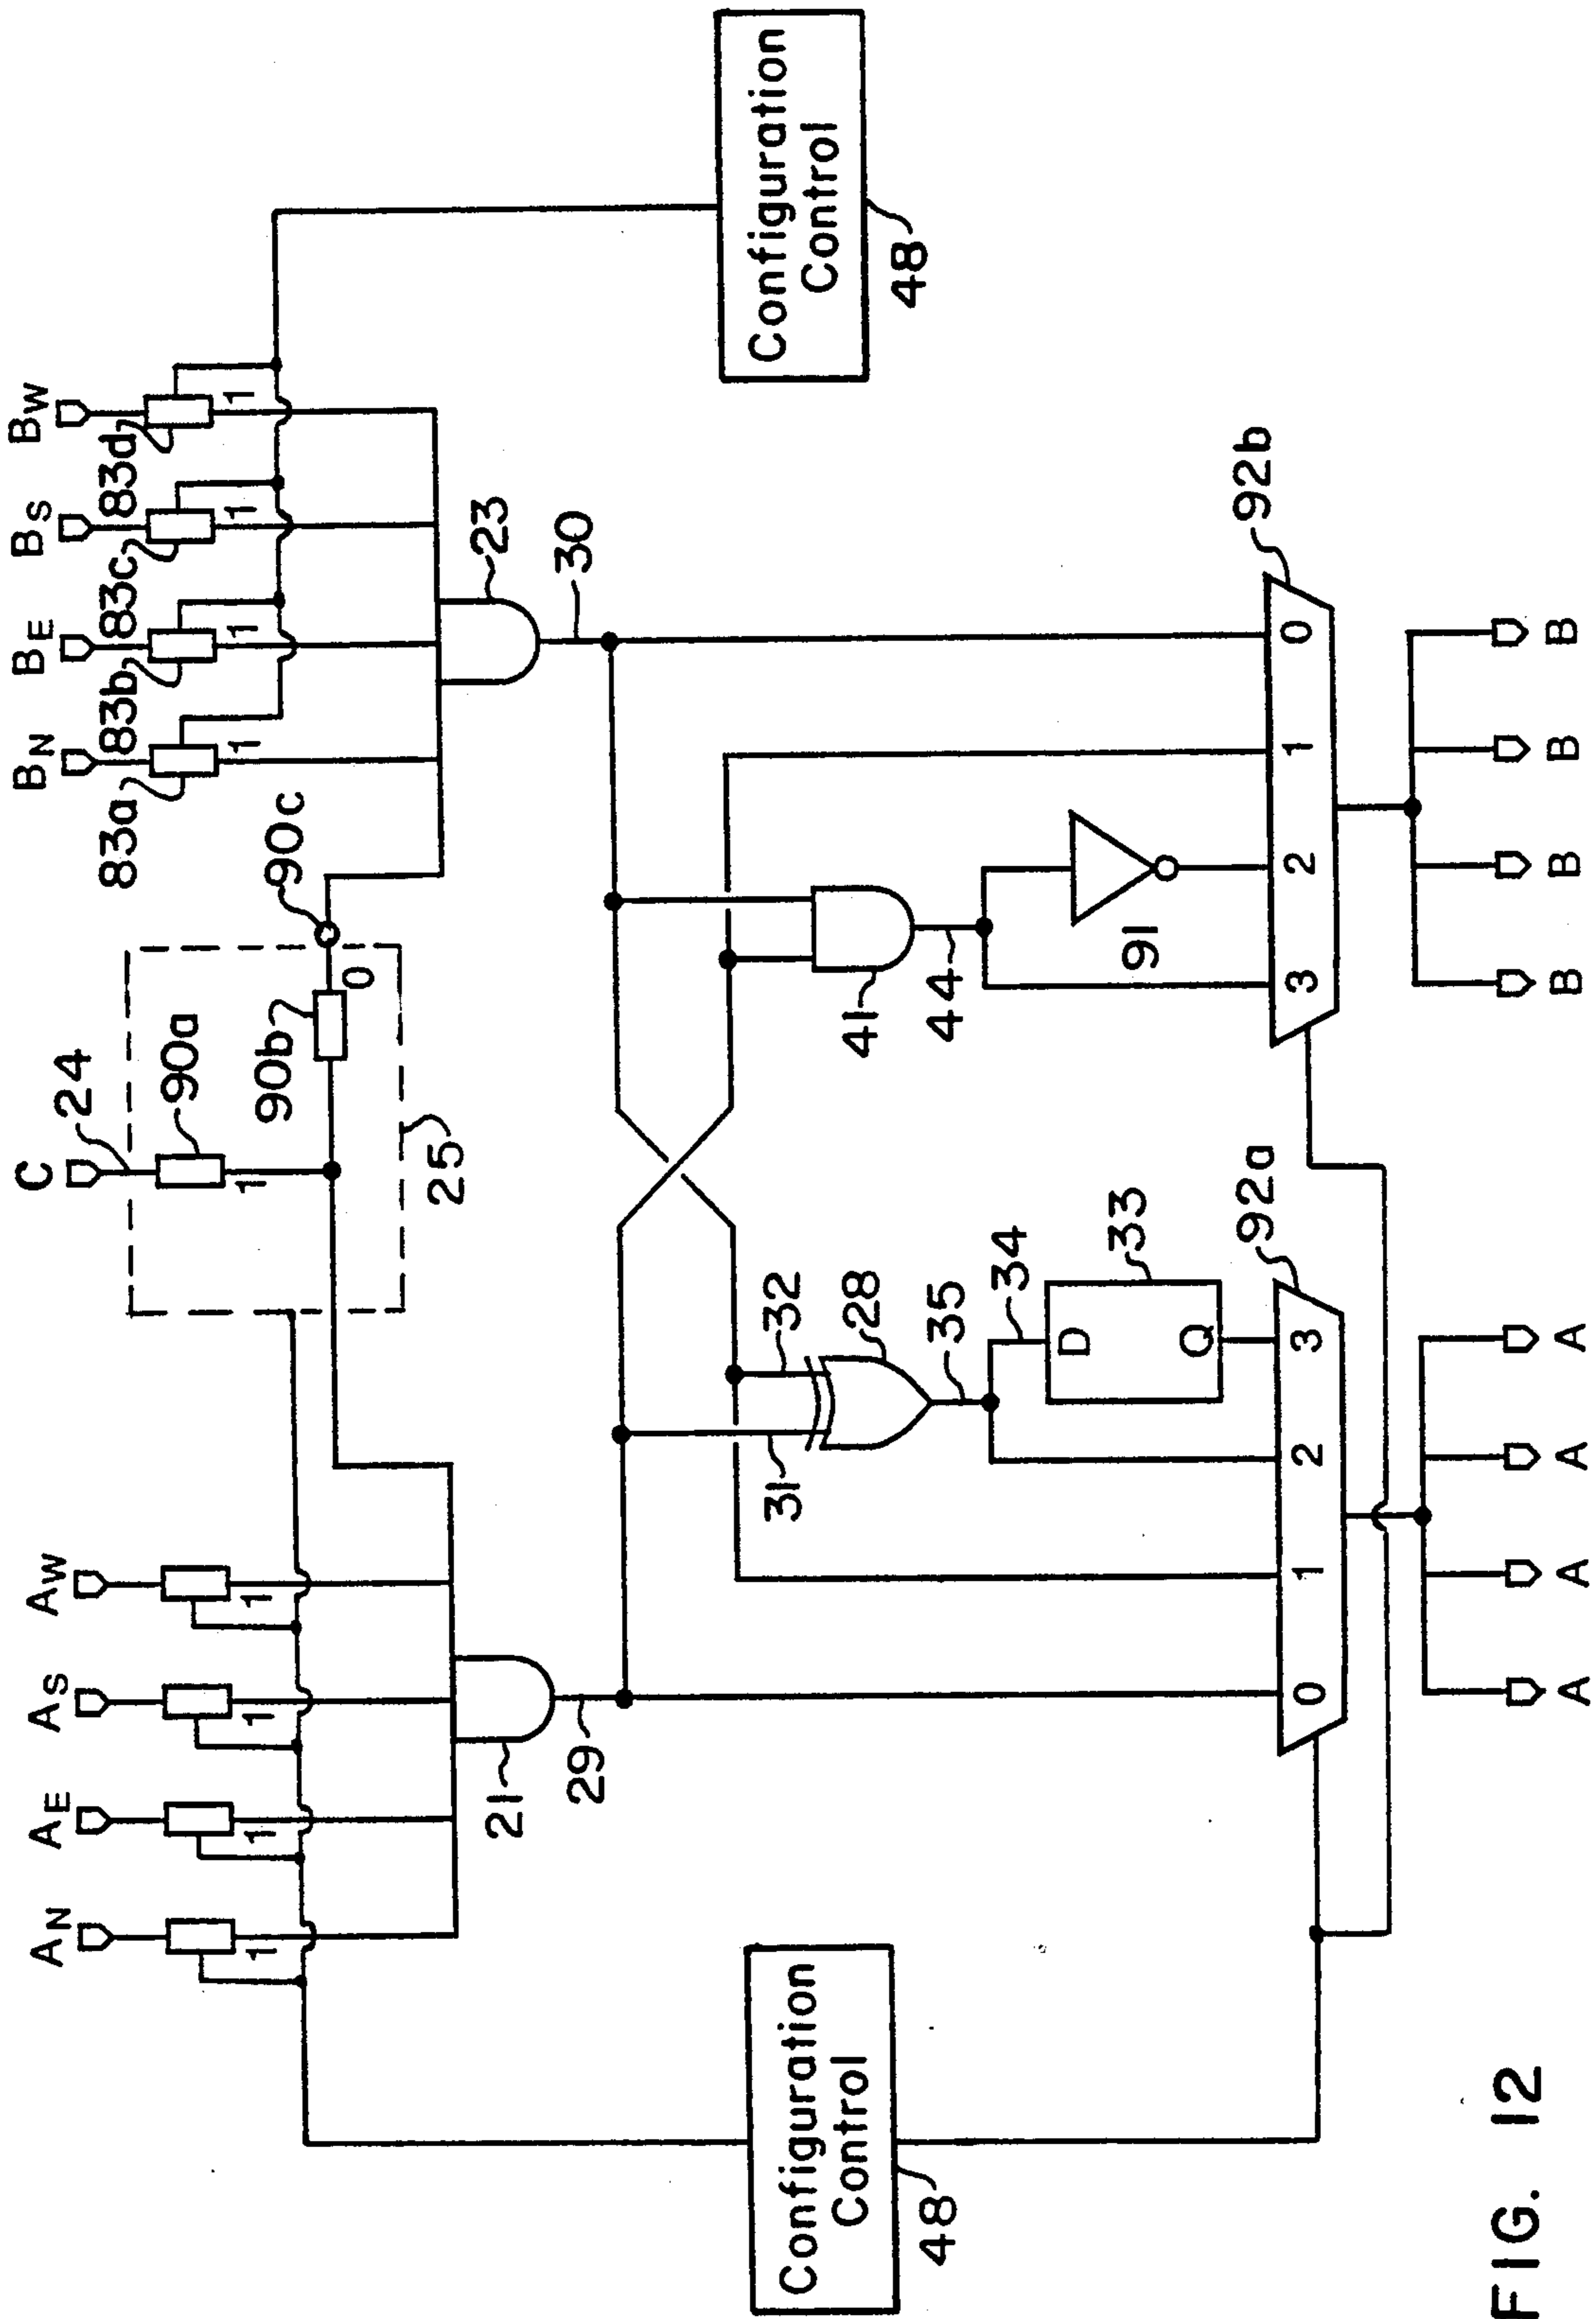 AN AE AS AW C BN BE BS BW
24
90a
83a 83b 83c 83d
1 1 1 1 1 1 1 1 1
90b 0 90c
25
21 23
29 30
Configuration
Control
48
31 32
28
35
34
D
Q
33
41
44
91
Configuration
Control
48
0 1 2 3
92a
3 2 1 0
92b
A A A A B B B B
FIG. 12